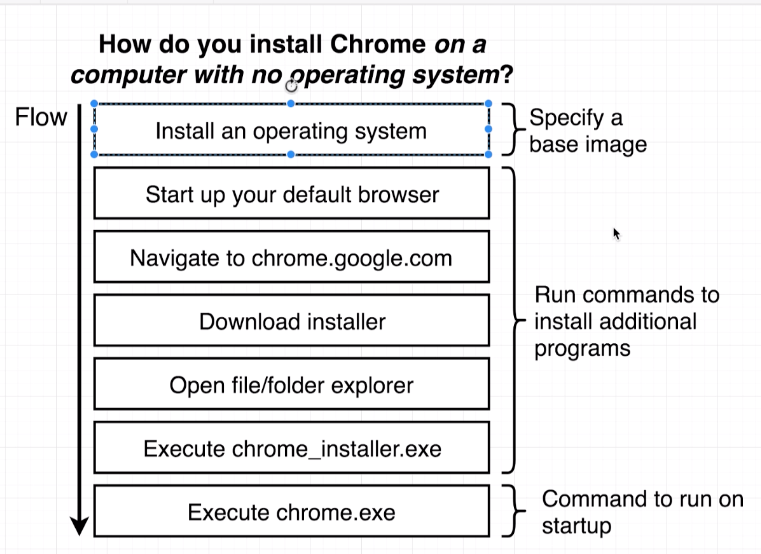 How do you install Chrome on a
computer with no operating system?
Flow
Install an operating system
Specify a
base image
Start up your default browser
Navigate to chrome.google.com
Download installer
Open file/folder explorer
Execute chrome_installer.exe
Run commands to
install additional
programs
Execute chrome.exe
Command to run on
startup